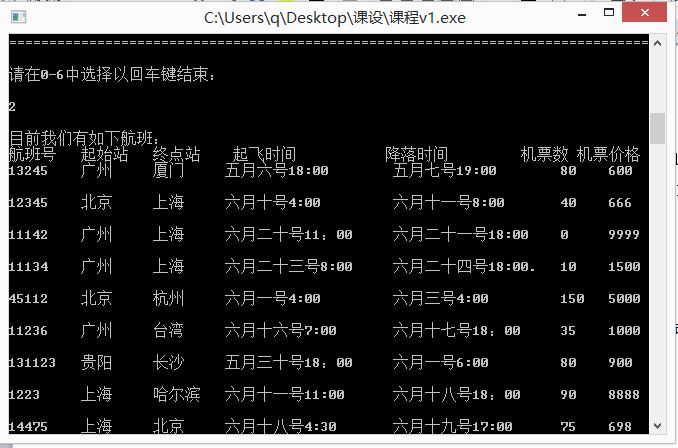 C:\Users\q\Desktop\课设\课程v1.exe
请在0-6中选择以回车键结束:
2
目前我们有如下航班:
航班号 起始站 终点站 起飞时间 降落时间 机票数 机票价格
13245 广州 厦门 五月六号18:00 五月七号19:00 80 600
12345 北京 上海 六月十号4:00 六月十一号8:00 40 666
11142 广州 上海 六月二十号11：00 六月二十一号18:00 0 9999
11134 广州 上海 六月二十三号8:00 六月二十四号18:00. 10 1500
45112 北京 杭州 六月一号4:00 六月三号4:00 150 5000
11236 广州 台湾 六月十六号7:00 六月十七号18：00 35 1000
131123 贵阳 长沙 五月三十号18：00 六月一号6:00 80 900
1223 上海 哈尔滨 六月十一号11:00 六月十八号18：00 90 8888
14475 上海 北京 六月十八号4:30 六月十九号17:00 75 698